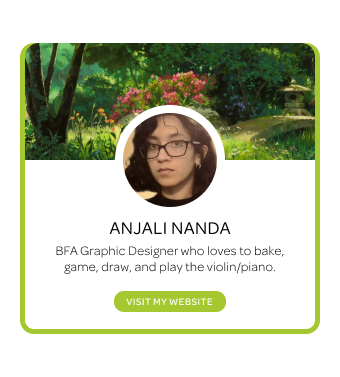 ANJALI NANDA
BFA Graphic Designer who loves to bake,
game, draw, and play the violin/piano.
VISIT MY WEBSITE